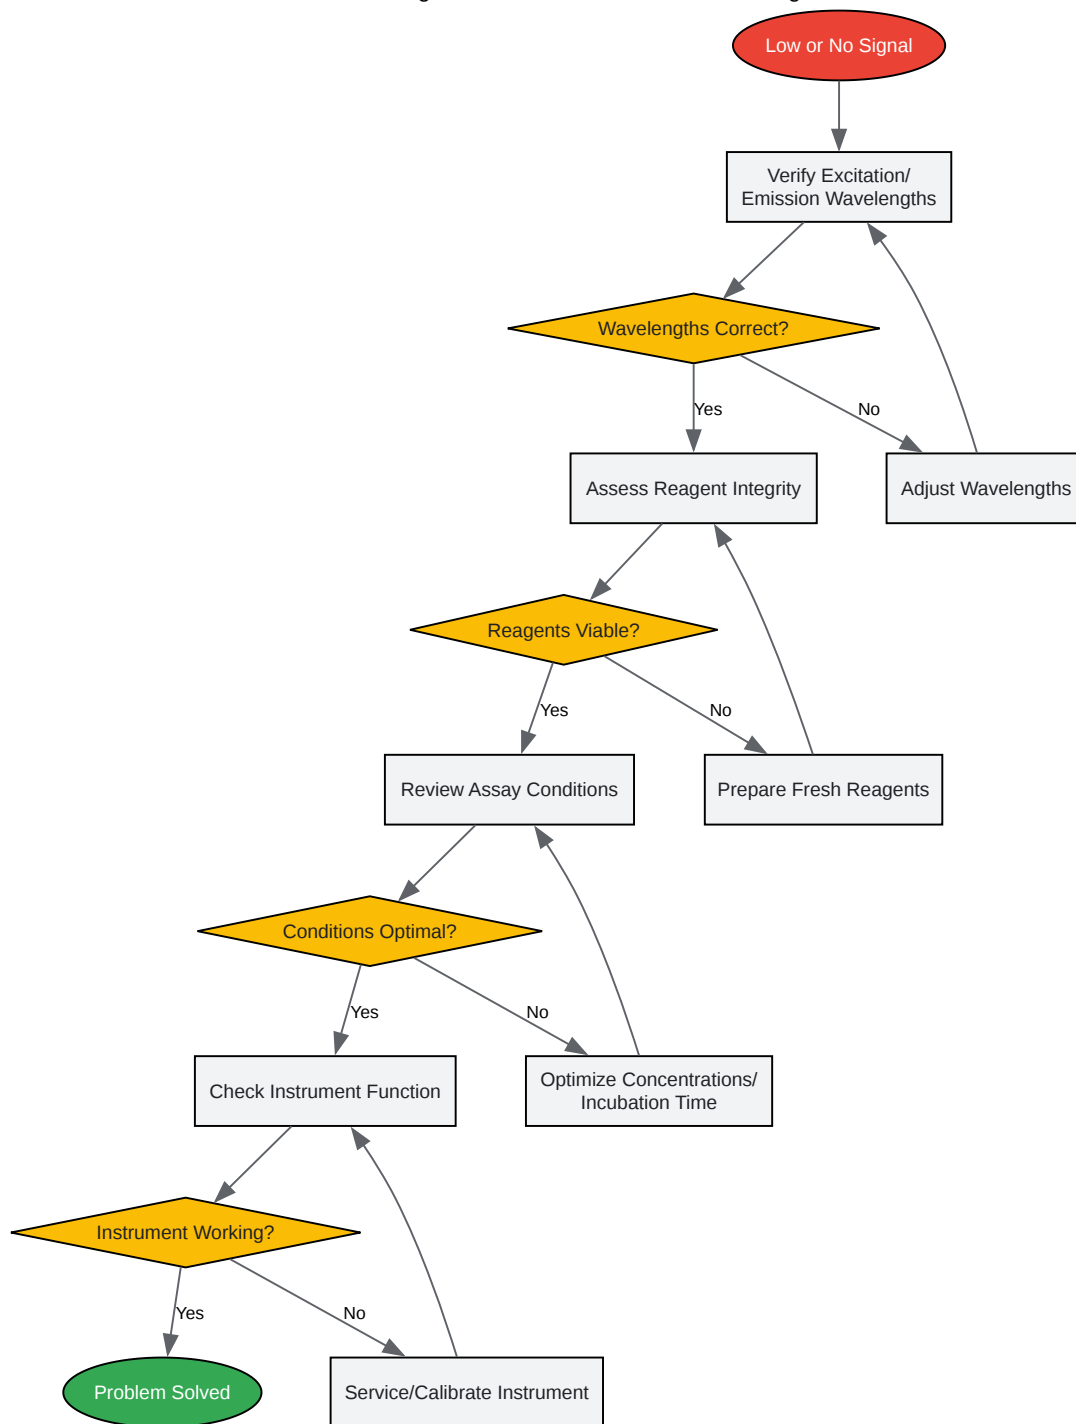 Low or No Signal
Verify Excitation/
Emission Wavelengths
Wavelengths Correct?
Yes
No
Assess Reagent Integrity
Adjust Wavelengths
Reagents Viable?
Yes
No
Review Assay Conditions
Prepare Fresh Reagents
Conditions Optimal?
Yes
No
Check Instrument Function
Optimize Concentrations/
Incubation Time
Instrument Working?
Yes
No
Problem Solved
Service/Calibrate Instrument